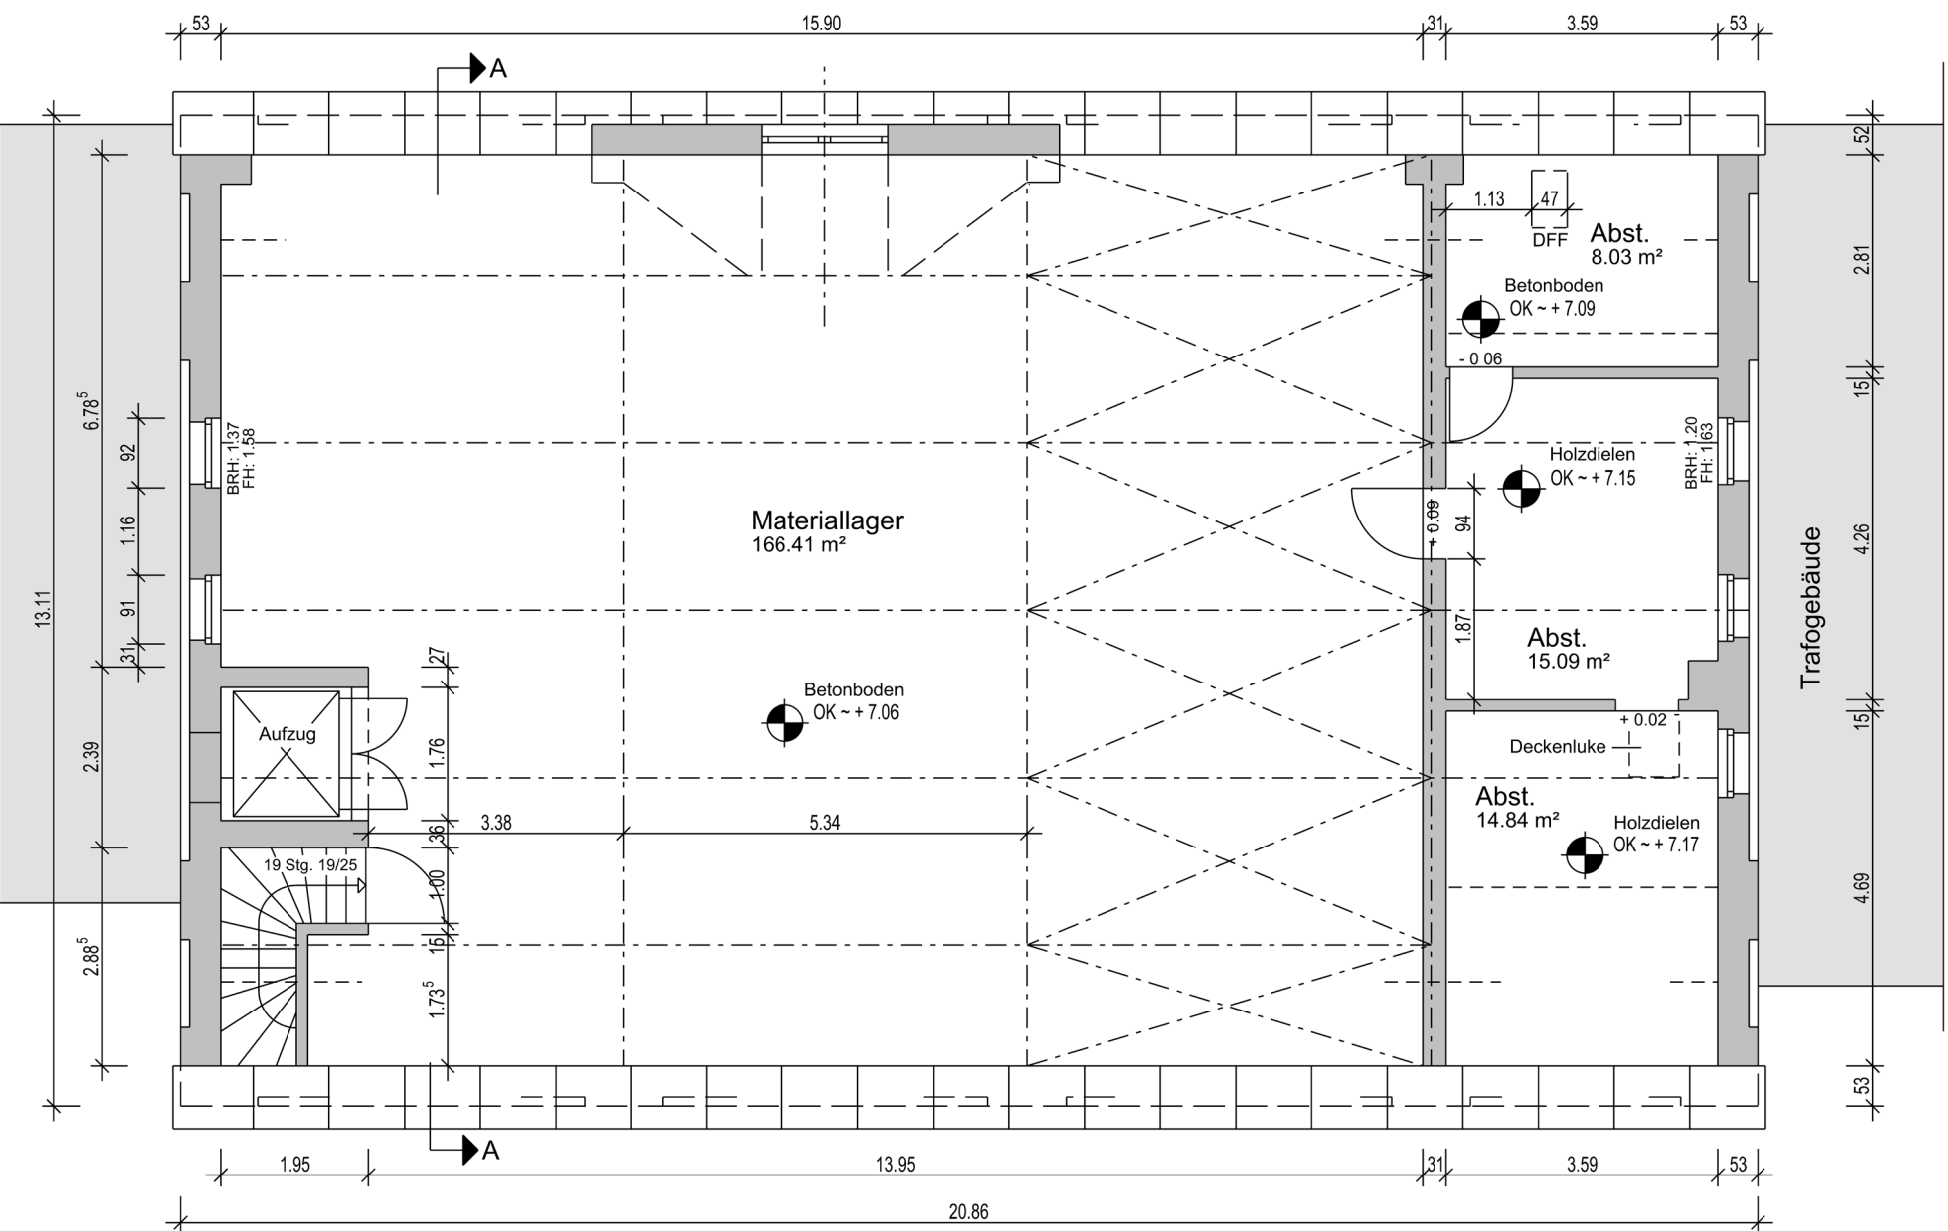 53
15.90
31
3.59
53
A
52
1.13
47
DFF
Abst.
8.03 m²
2.81
Betonboden
OK ~ + 7.09
- 0 06
15
6.78⁵
92
BRH: 1.37
FH: 1.58
BRH: 1.20
FH: 1.63
Holzdielen
OK ~ + 7.15
1.16
Materiallager
166.41 m²
+ 0.09
94
4.26
Trafogebäude
13.11
91
31
27
1.87
Abst.
15.09 m²
Betonboden
OK ~ + 7.06
15
+ 0.02
Deckenluke
Aufzug
2.39
1.76
Abst.
14.84 m²
3.38
5.34
36
Holzdielen
OK ~ + 7.17
19 Stg. 19/25
1.00
4.69
15
2.88⁵
1.73⁵
53
A
1.95
13.95
31
3.59
53
20.86